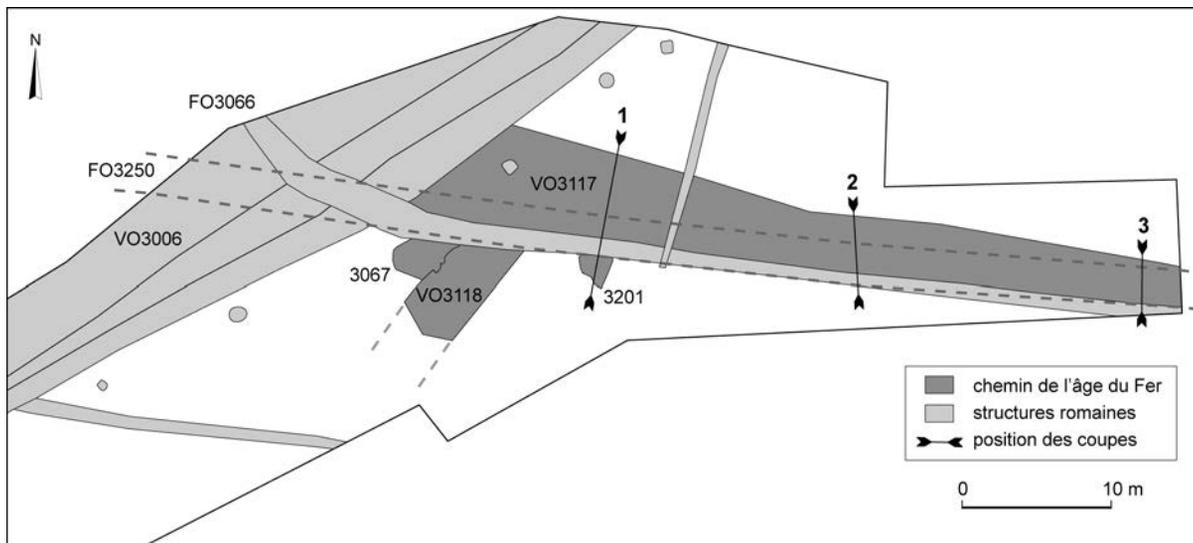 N
FO3066
FO3250
VO3006
1
VO3117
2
3
3067
VO3118
3201
chemin de l'âge du Fer
structures romaines
position des coupes
0 10 m